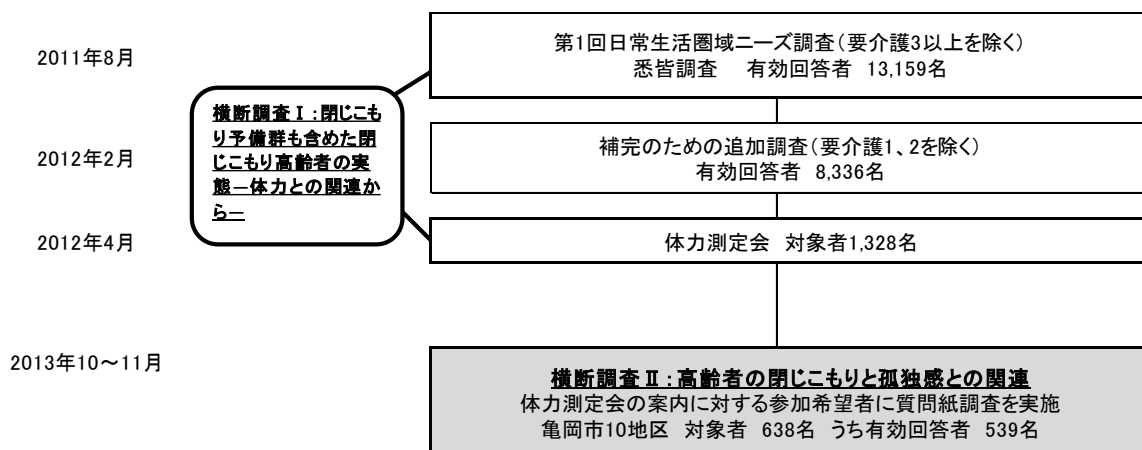 2011年8月
第1回日常生活圏域ニーズ調査(要介護3以上を除く)
悉皆調査　有効回答者 13,159名
横断調査Ⅰ:閉じこも
り予備群も含めた閉
じこもり高齢者の実
態―体力との関連か
ら―
2012年2月
補完のための追加調査(要介護1、2を除く)
有効回答者 8,336名
2012年4月
体力測定会 対象者1,328名
2013年10～11月
横断調査Ⅱ:高齢者の閉じこもりと孤独感との関連
体力測定会の案内に対する参加希望者に質問紙調査を実施
亀岡市10地区 対象者 638名 うち有効回答者 539名